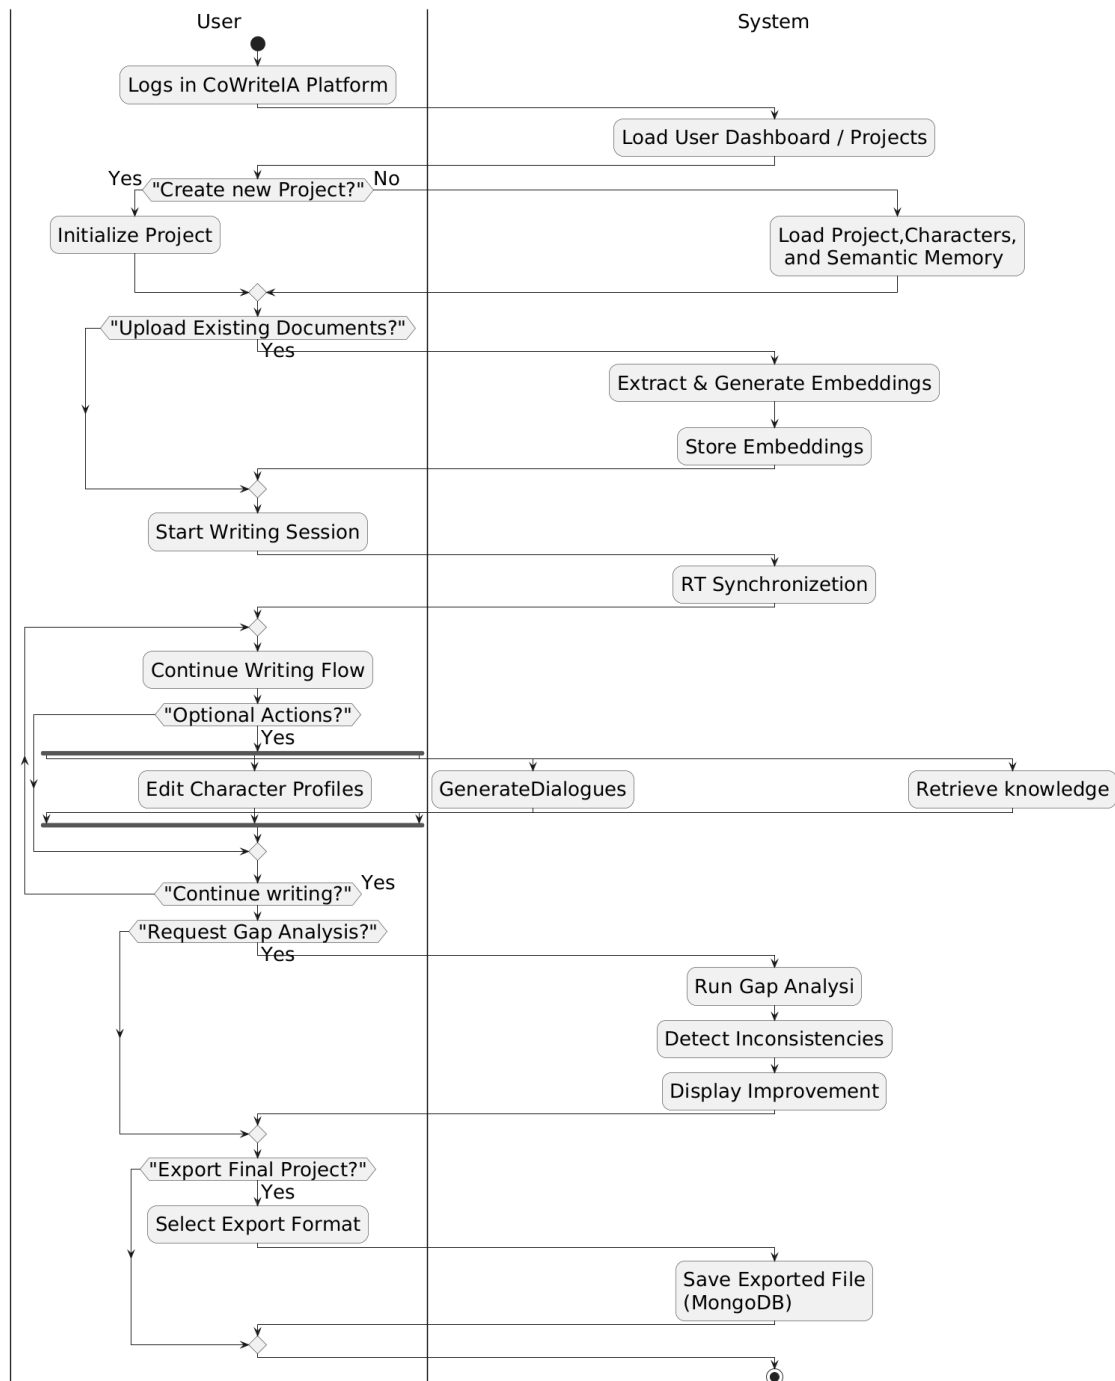 User
System
Logs in CoWriteIA Platform
Load User Dashboard / Projects
Yes
"Create new Project?"
No
Initialize Project
Load Project,Characters,
and Semantic Memory
"Upload Existing Documents?"
Yes
Extract & Generate Embeddings
Store Embeddings
Start Writing Session
RT Synchronizetion
Continue Writing Flow
"Optional Actions?"
Yes
Edit Character Profiles
GenerateDialogues
Retrieve knowledge
"Continue writing?"
Yes
"Request Gap Analysis?"
Yes
Run Gap Analysi
Detect Inconsistencies
Display Improvement
"Export Final Project?"
Yes
Select Export Format
Save Exported File
(MongoDB)